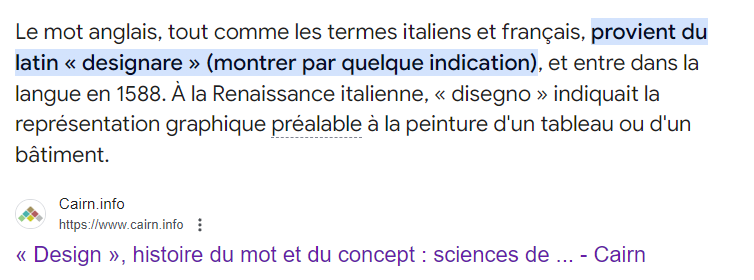 Le mot anglais, tout comme les termes italiens et français, provient du
latin « designare » (montrer par quelque indication), et entre dans la
langue en 1588. À la Renaissance italienne, « disegno » indiquait la
représentation graphique préalable à la peinture d'un tableau ou d'un
bâtiment.
Cairn.info
https://www.cairn.info
« Design », histoire du mot et du concept : sciences de ... - Cairn